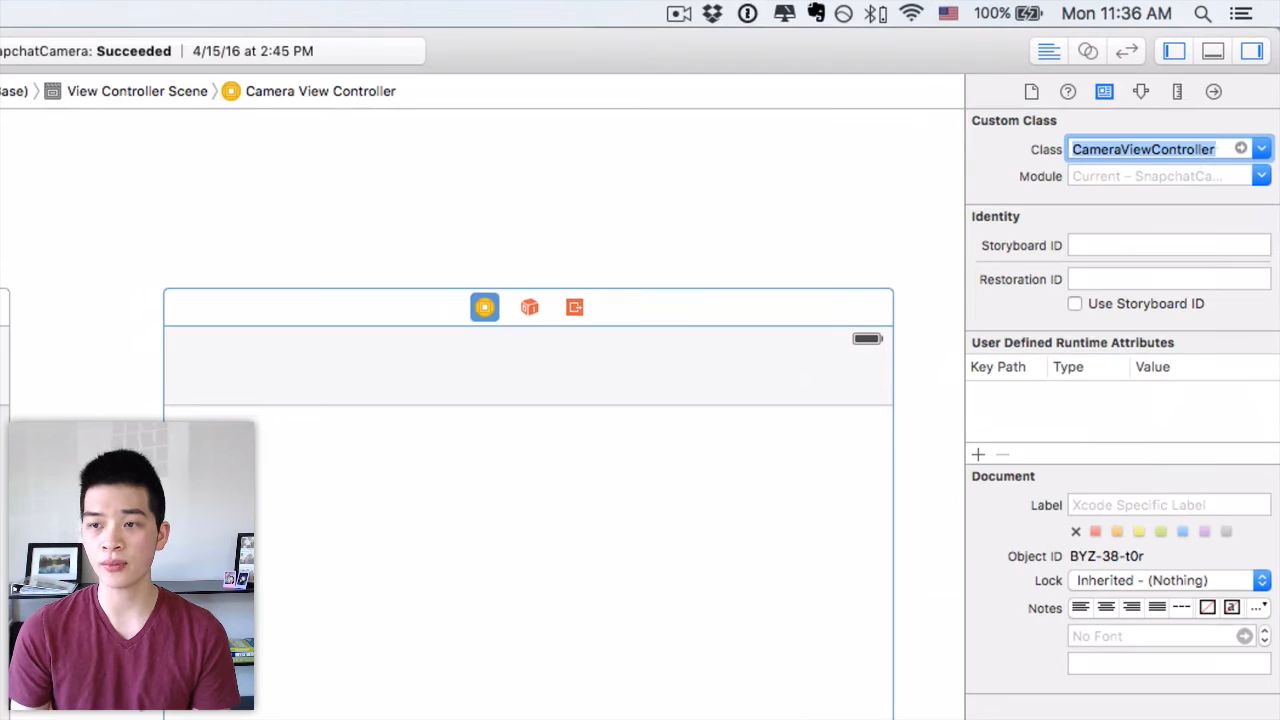 100% Mon 11:36 AM
apchatCamera: Succeeded | 4/15/16 at 2:45 PM
ase) View Controller Scene Camera View Controller
Custom Class
Class CameraViewController
Module Current – SnapchatCa...
Identity
Storyboard ID
Restoration ID
Use Storyboard ID
User Defined Runtime Attributes
Key Path Type Value
Document
Label Xcode Specific Label
Object ID BYZ-38-t0r
Lock Inherited - (Nothing)
Notes
No Font